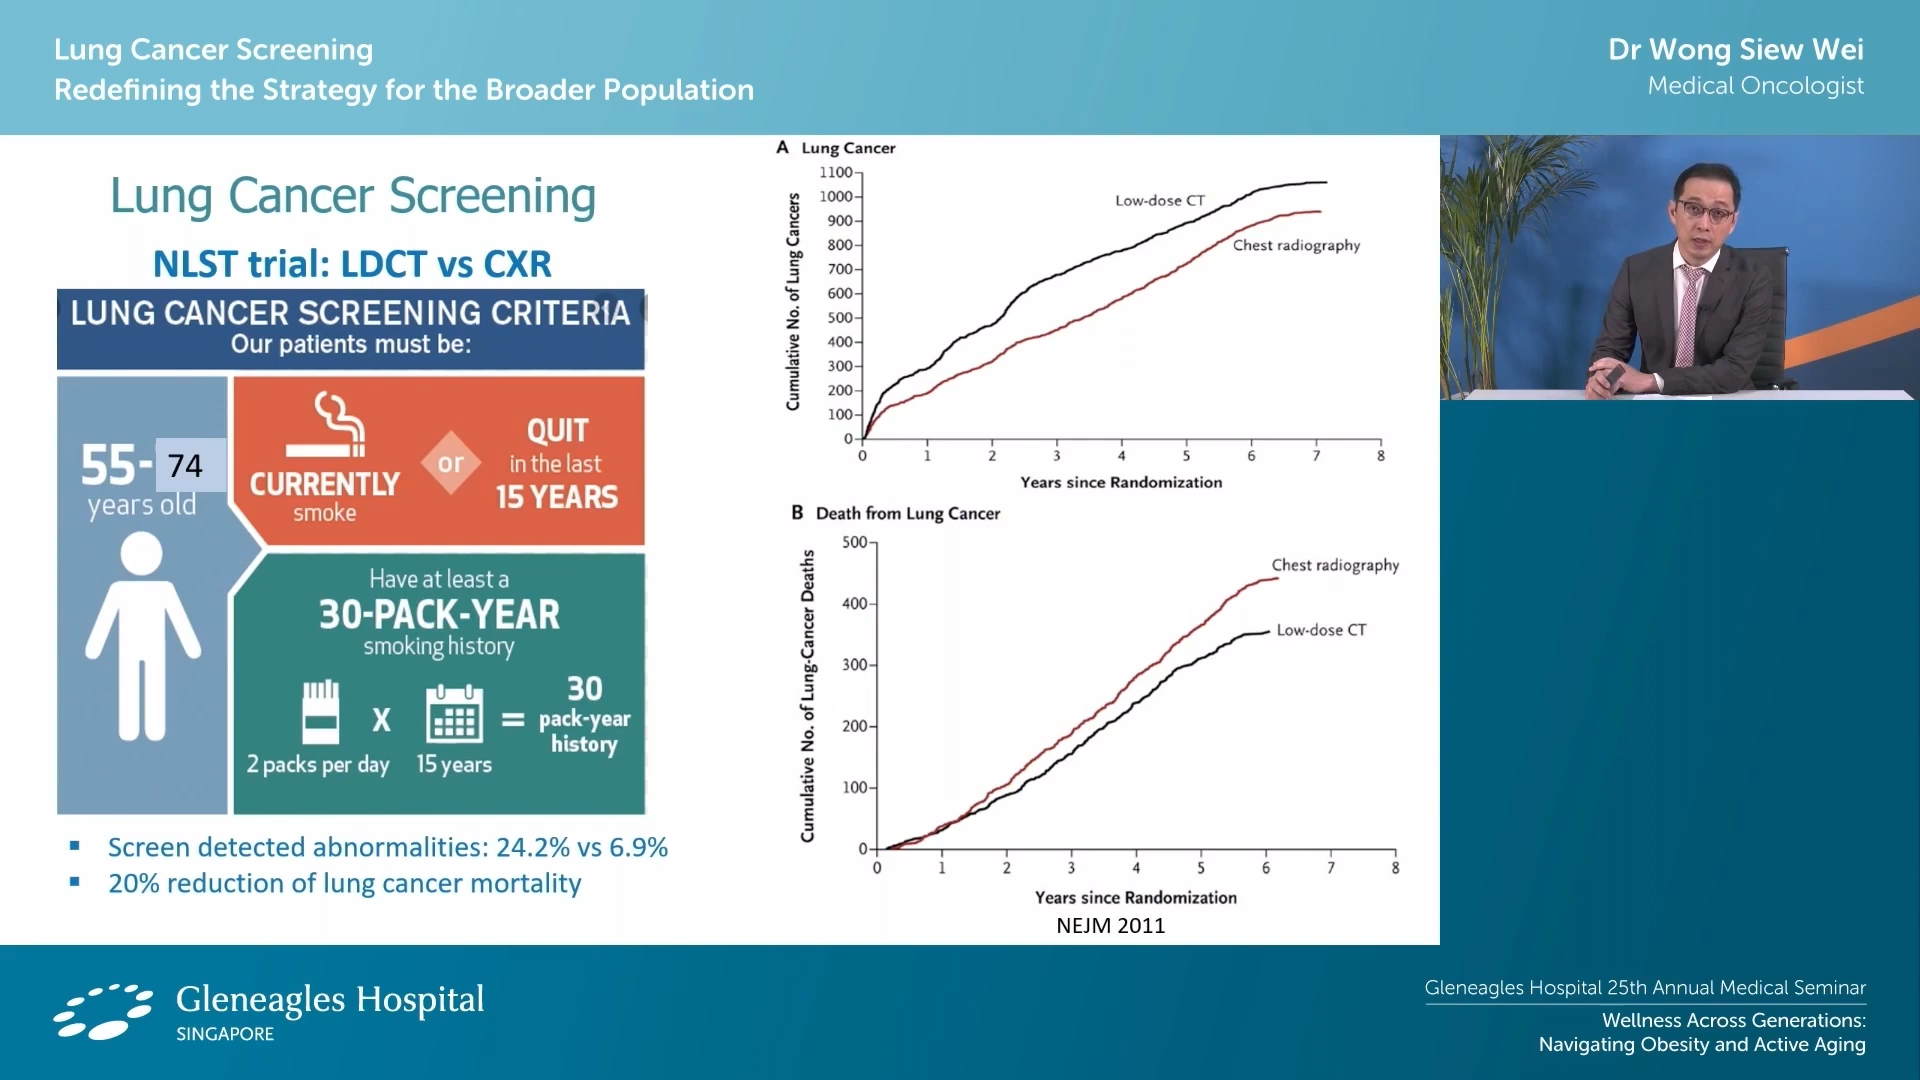 Lung Cancer Screening
Redefining the Strategy for the Broader Population
Dr Wong Siew Wei
Medical Oncologist
Lung Cancer Screening
NLST trial: LDCT vs CXR
LUNG CANCER SCREENING CRITERIA
Our patients must be:
55-74
years old
CURRENTLY
smoke
or
QUIT
in the last
15 YEARS
Have at least a
30-PACK-YEAR
smoking history
2 packs per day
X
15 years
=
30
pack-year
history
▪ Screen detected abnormalities: 24.2% vs 6.9%
▪ 20% reduction of lung cancer mortality
A Lung Cancer
Cumulative No. of Lung Cancers
1100
1000
900
800
700
600
500
400
300
200
100
0
Low-dose CT
Chest radiography
0 1 2 3 4 5 6 7 8
Years since Randomization
B Death from Lung Cancer
Cumulative No. of Lung-Cancer Deaths
500
400
300
200
100
0
Chest radiography
Low-dose CT
0 1 2 3 4 5 6 7 8
Years since Randomization
NEJM 2011
Gleneagles Hospital
SINGAPORE
Gleneagles Hospital 25th Annual Medical Seminar
Wellness Across Generations:
Navigating Obesity and Active Aging